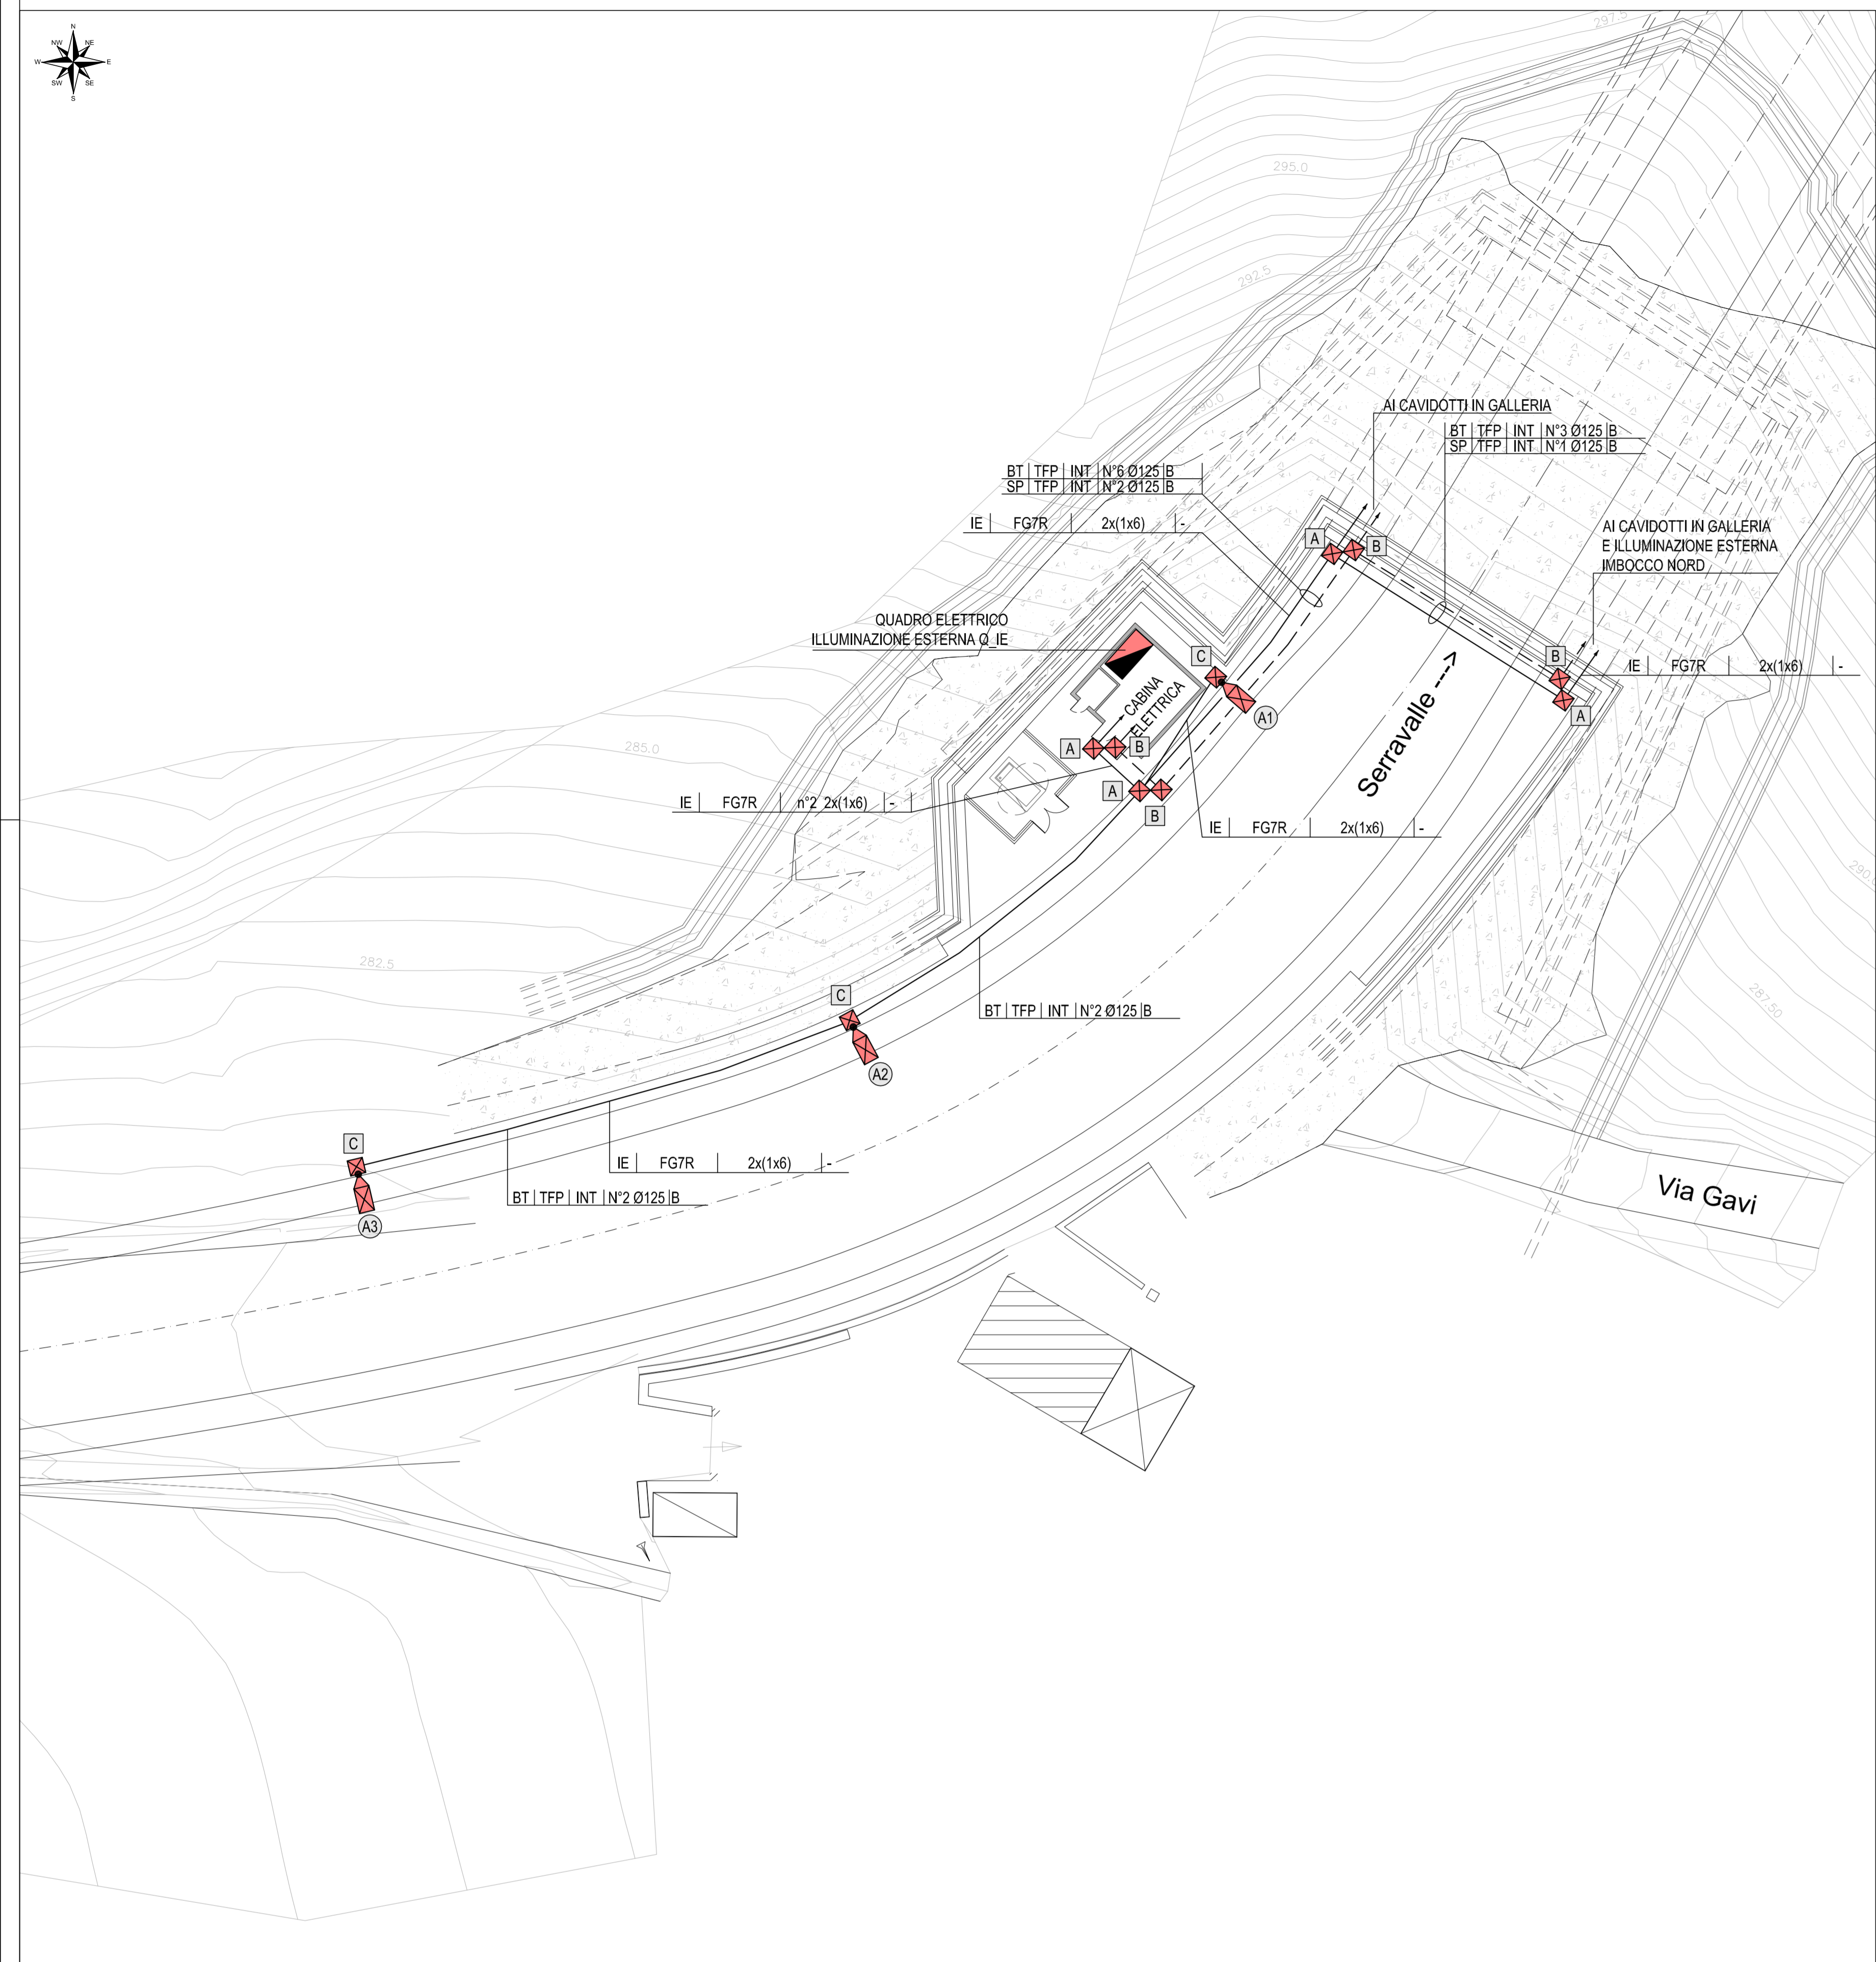 N
NW NE
W E
SW SE
S
297.5
295.0
292.5
290.0
AI CAVIDOTTI IN GALLERIA
BT TFP INT N°3 Ø125 B
SP TFP INT N°1 Ø125 B
BT TFP INT N°6 Ø125 B
SP TFP INT N°2 Ø125 B
IE FG7R 2x(1x6) -
AI CAVIDOTTI IN GALLERIA
E ILLUMINAZIONE ESTERNA
IMBOCCO NORD
A
B
QUADRO ELETTRICO
ILLUMINAZIONE ESTERNA Q_IE
C
B
IE FG7R 2x(1x6) -
A
CABINA
ELETTRICA
A1
Serravalle ---->
285.0
A
B
A
B
IE FG7R n°2 2x(1x6) -
IE FG7R 2x(1x6) -
282.5
287.50
C
BT TFP INT N°2 Ø125 B
A2
C
IE FG7R 2x(1x6) -
BT TFP INT N°2 Ø125 B
A3
Via Gavi